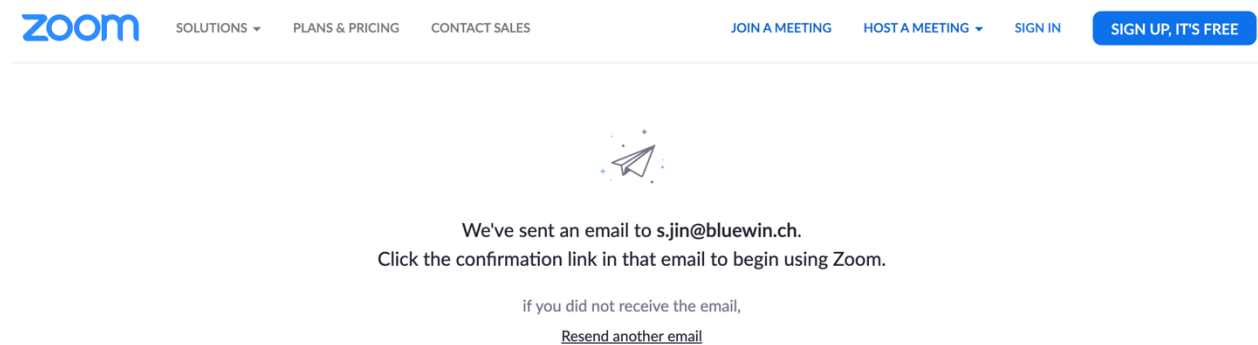 zoom SOLUTIONS PLANS & PRICING CONTACT SALES JOIN A MEETING HOST A MEETING SIGN IN SIGN UP, IT'S FREE
We've sent an email to s.jin@bluewin.ch.
Click the confirmation link in that email to begin using Zoom.
if you did not receive the email,
Resend another email